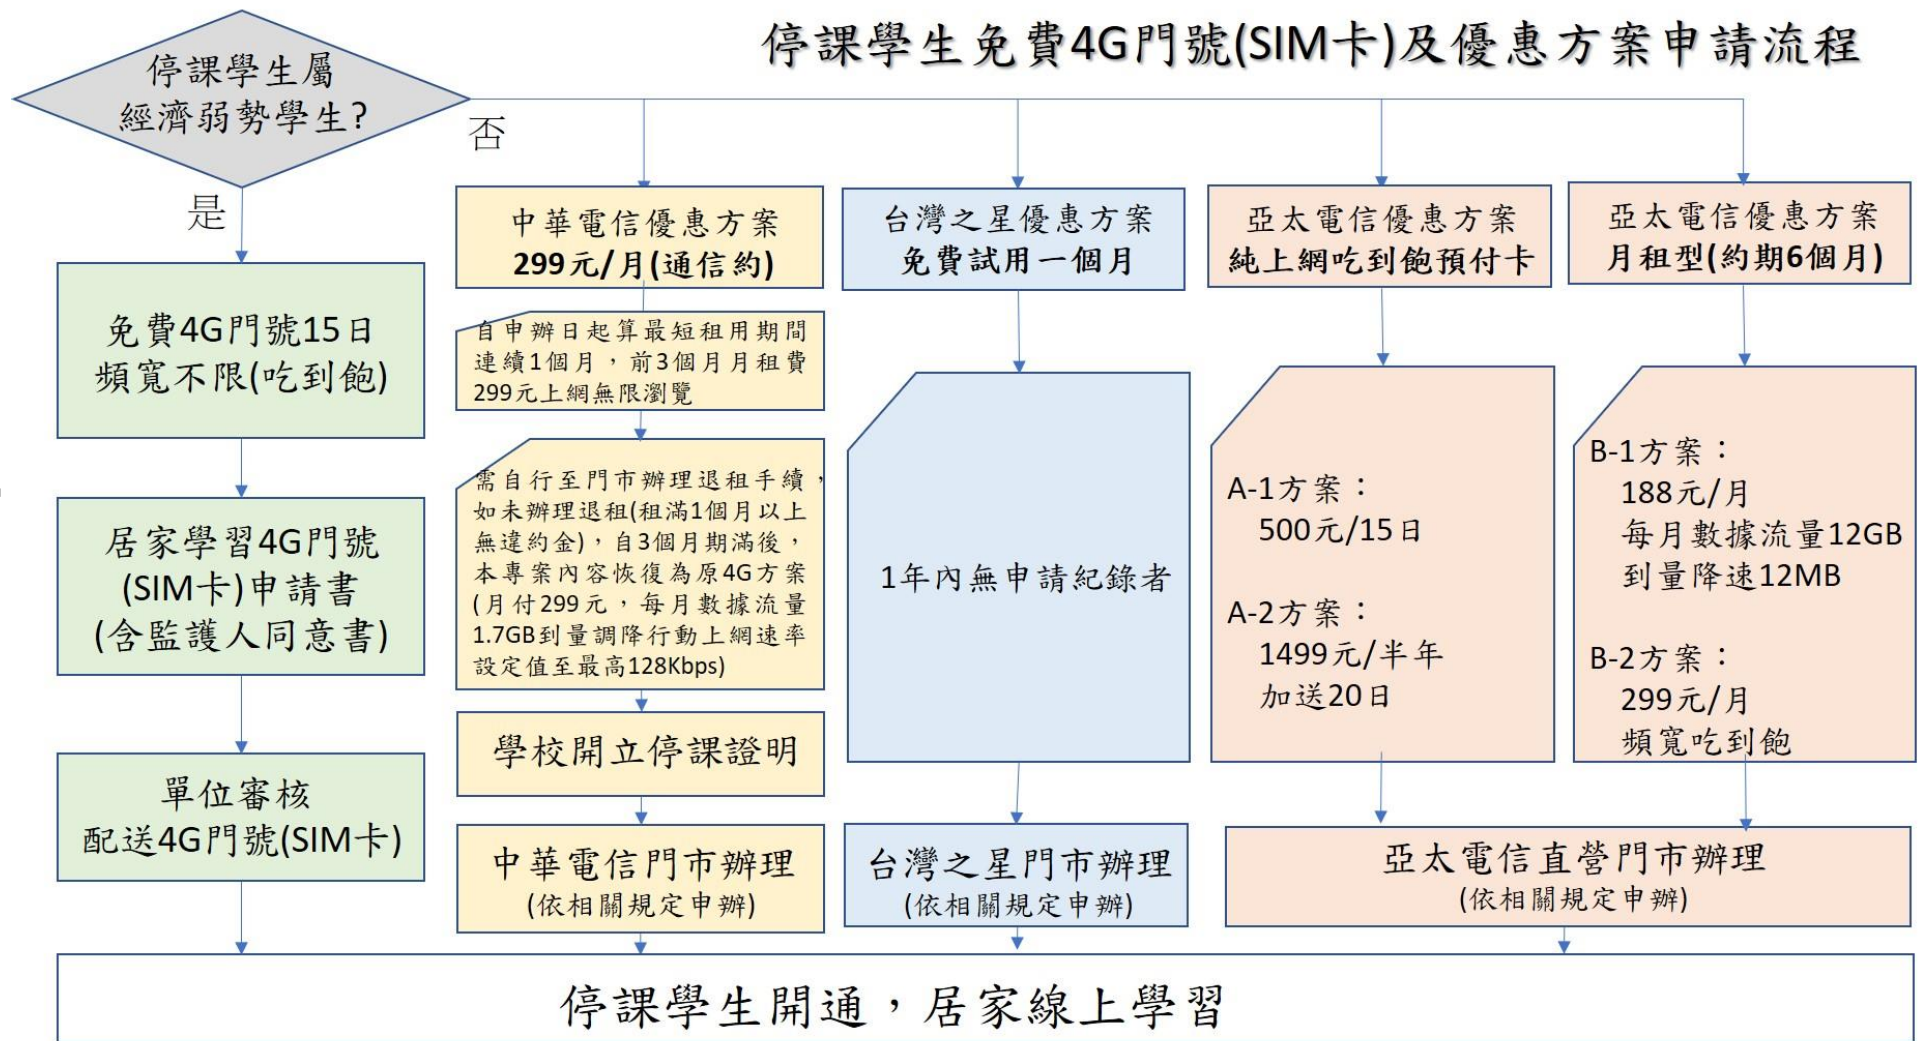 停課學生免費4G門號(SIM卡)及優惠方案申請流程
停課學生屬
經濟弱勢學生?
否
是
免費4G門號15日
頻寬不限(吃到飽)
居家學習4G門號
(SIM卡)申請書
(含監護人同意書)
單位審核
配送4G門號(SIM卡)
中華電信優惠方案
299元/月(通信約)
自申辦日起算最短租用期間
連續1個月，前3個月月租費
299元上網無限瀏覽
需自行至門市辦理退租手續，
如未辦理退租(租滿1個月以上
無違約金)，自3個月期滿後，
本專案內容恢復為原4G方案
(月付299元，每月數據流量
1.7GB到量調降行動上網速率
設定值至最高128Kbps)
學校開立停課證明
中華電信門市辦理
(依相關規定申辦)
台灣之星優惠方案
免費試用一個月
1年內無申請紀錄者
台灣之星門市辦理
(依相關規定申辦)
亞太電信優惠方案
純上網吃到飽預付卡
A-1方案：
500元/15日
A-2方案：
1499元/半年
加送20日
亞太電信優惠方案
月租型(約期6個月)
B-1方案：
188元/月
每月數據流量12GB
到量降速12MB
B-2方案：
299元/月
頻寬吃到飽
亞太電信直營門市辦理
(依相關規定申辦)
停課學生開通，居家線上學習